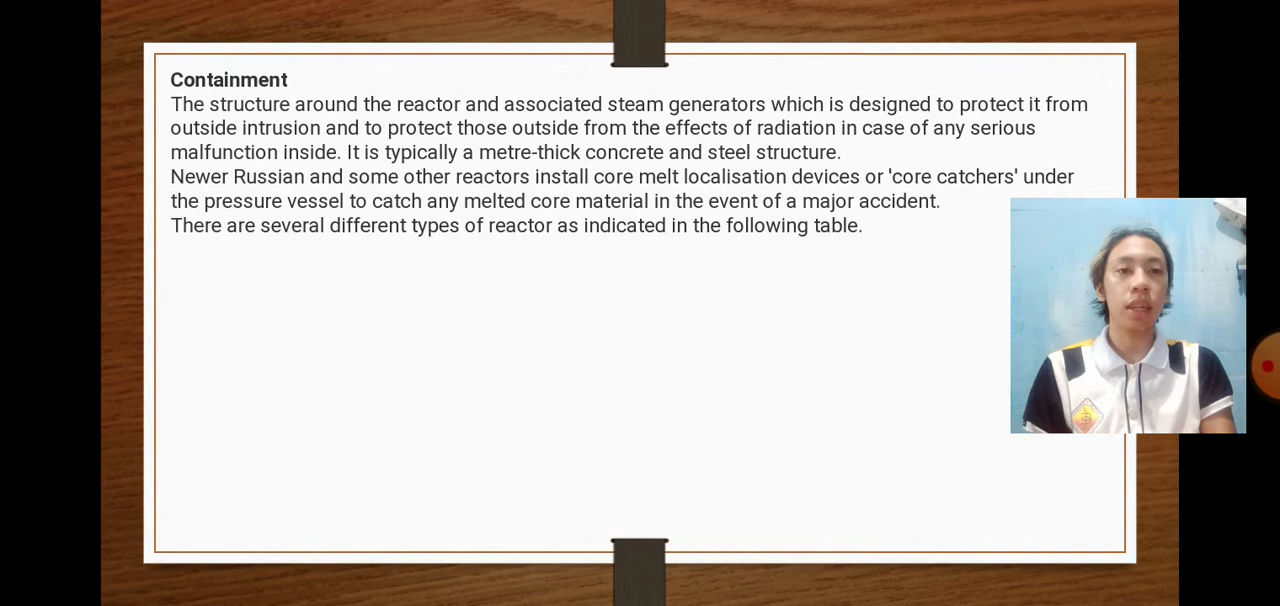 Containment
The structure around the reactor and associated steam generators which is designed to protect it from
outside intrusion and to protect those outside from the effects of radiation in case of any serious
malfunction inside. It is typically a metre-thick concrete and steel structure.
Newer Russian and some other reactors install core melt localisation devices or 'core catchers' under
the pressure vessel to catch any melted core material in the event of a major accident.
There are several different types of reactor as indicated in the following table.